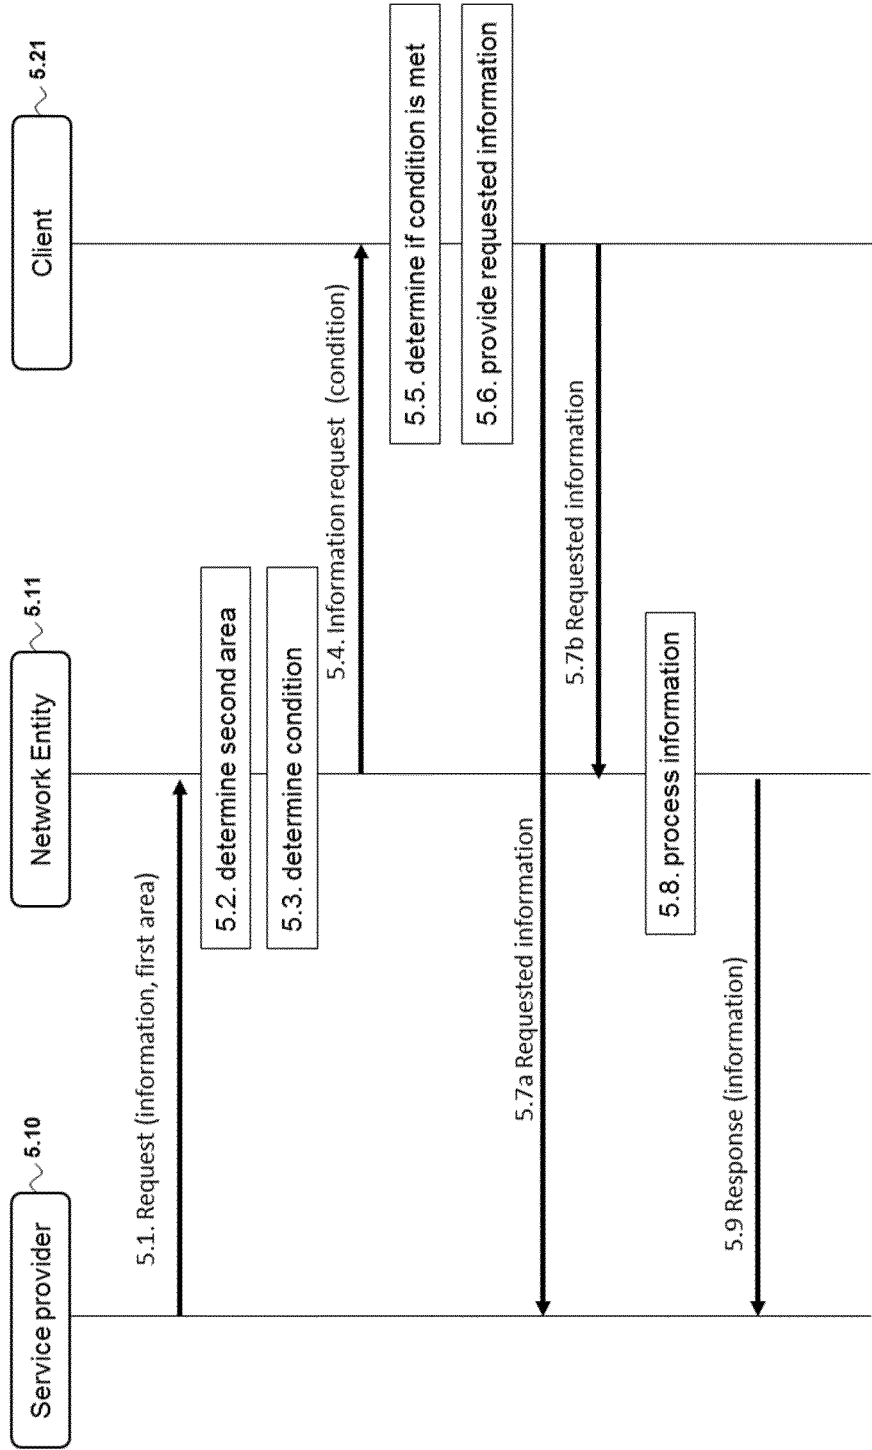 Service provider
5.10
Network Entity
5.11
Client
5.21
5.1. Request (information, first area)
5.2. determine second area
5.3. determine condition
5.4. Information request (condition)
5.5. determine if condition is met
5.6. provide requested information
5.7a Requested information
5.7b Requested information
5.8. process information
5.9 Response (information)